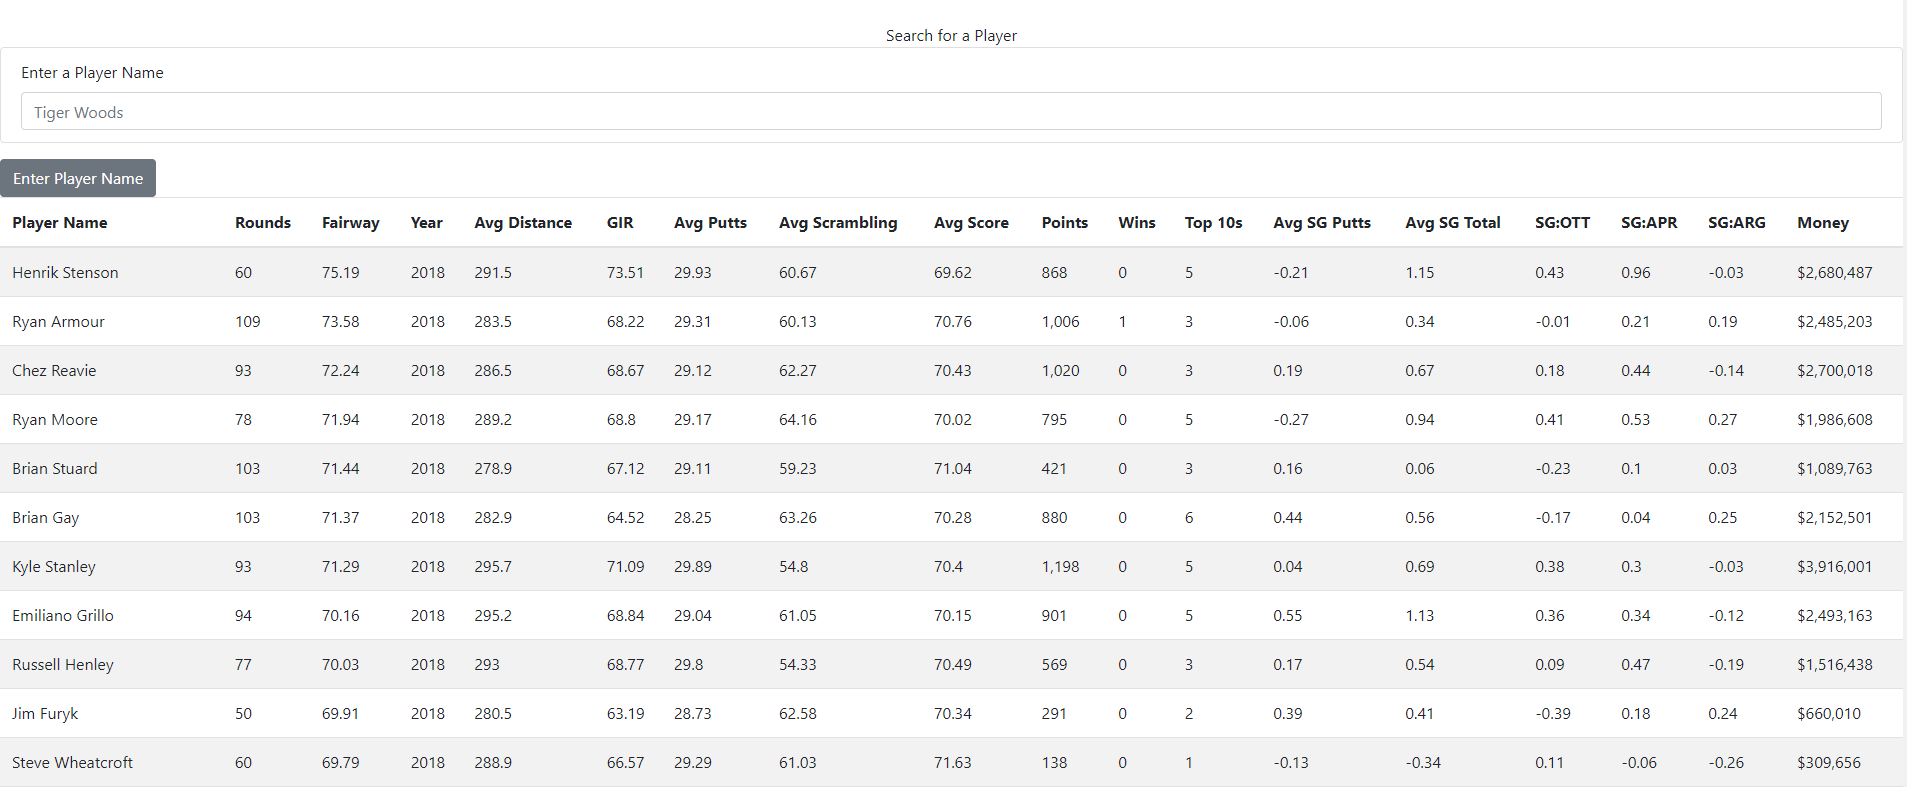 Search for a Player
Enter a Player Name
Tiger Woods
Enter Player Name
Player Name Rounds Fairway Year Avg Distance GIR Avg Putts Avg Scrambling Avg Score Points Wins Top 10s Avg SG Putts Avg SG Total SG:OTT SG:APR SG:ARG Money
Henrik Stenson 60 75.19 2018 291.5 73.51 29.93 60.67 69.62 868 0 5 -0.21 1.15 0.43 0.96 -0.03 $2,680,487
Ryan Armour 109 73.58 2018 283.5 68.22 29.31 60.13 70.76 1,006 1 3 -0.06 0.34 -0.01 0.21 0.19 $2,485,203
Chez Reavie 93 72.24 2018 286.5 68.67 29.12 62.27 70.43 1,020 0 3 0.19 0.67 0.18 0.44 -0.14 $2,700,018
Ryan Moore 78 71.94 2018 289.2 68.8 29.17 64.16 70.02 795 0 5 -0.27 0.94 0.41 0.53 0.27 $1,986,608
Brian Stuard 103 71.44 2018 278.9 67.12 29.11 59.23 71.04 421 0 3 0.16 0.06 -0.23 0.1 0.03 $1,089,763
Brian Gay 103 71.37 2018 282.9 64.52 28.25 63.26 70.28 880 0 6 0.44 0.56 -0.17 0.04 0.25 $2,152,501
Kyle Stanley 93 71.29 2018 295.7 71.09 29.89 54.8 70.4 1,198 0 5 0.04 0.69 0.38 0.3 -0.03 $3,916,001
Emiliano Grillo 94 70.16 2018 295.2 68.84 29.04 61.05 70.15 901 0 5 0.55 1.13 0.36 0.34 -0.12 $2,493,163
Russell Henley 77 70.03 2018 293 68.77 29.8 54.33 70.49 569 0 3 0.17 0.54 0.09 0.47 -0.19 $1,516,438
Jim Furyk 50 69.91 2018 280.5 63.19 28.73 62.58 70.34 291 0 2 0.39 0.41 -0.39 0.18 0.24 $660,010
Steve Wheatcroft 60 69.79 2018 288.9 66.57 29.29 61.03 71.63 138 0 1 -0.13 -0.34 0.11 -0.06 -0.26 $309,656